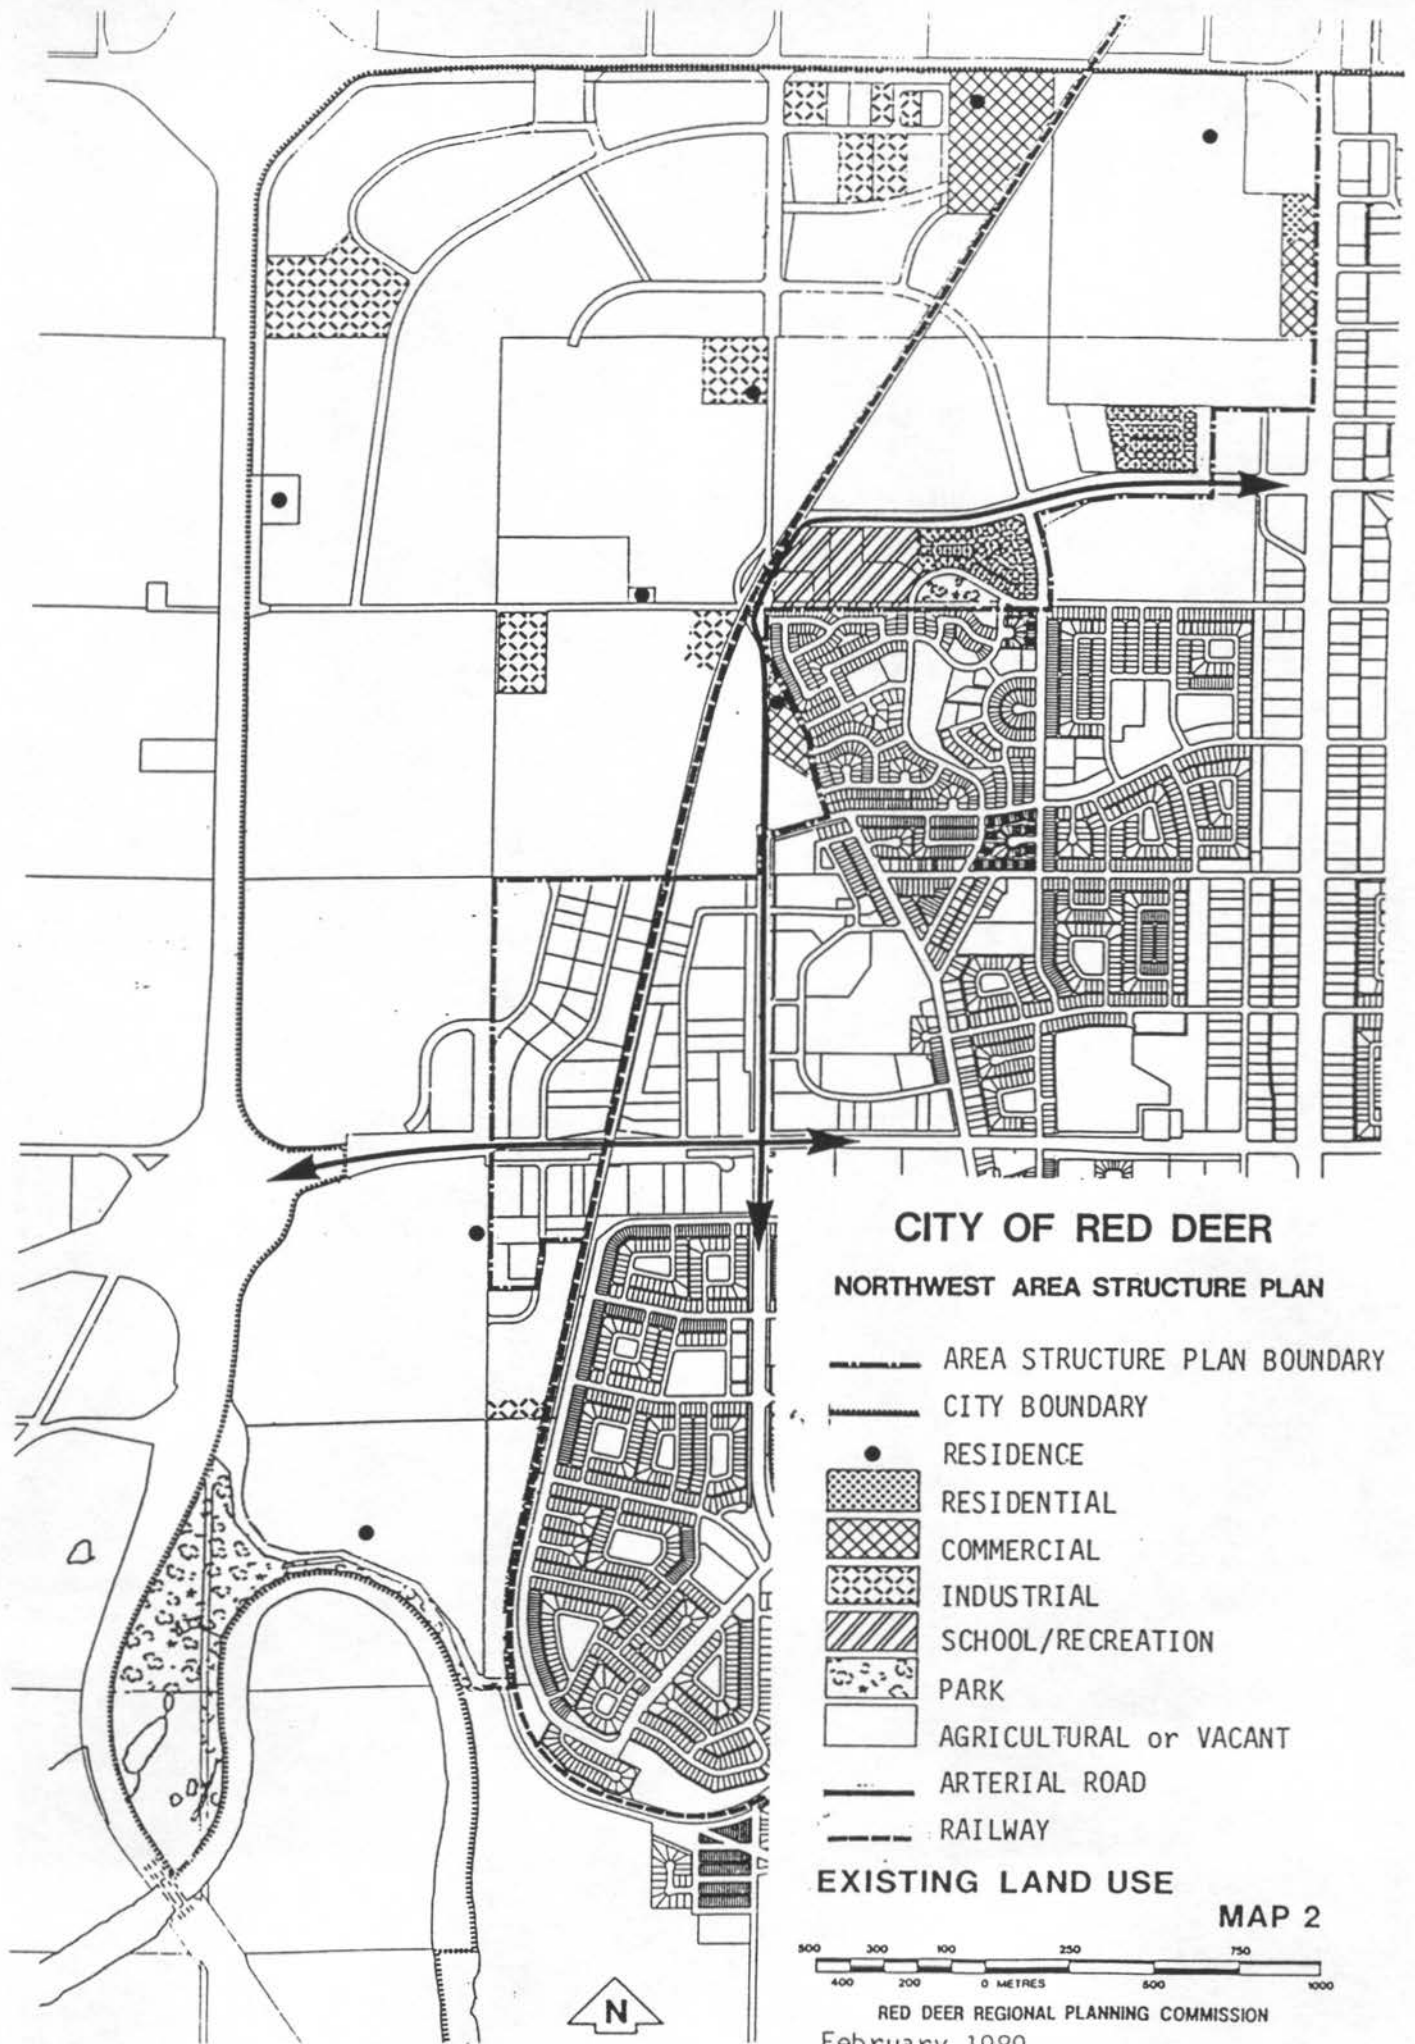 CITY OF RED DEER
NORTHWEST AREA STRUCTURE PLAN
AREA STRUCTURE PLAN BOUNDARY
CITY BOUNDARY
RESIDENCE
RESIDENTIAL
COMMERCIAL
INDUSTRIAL
SCHOOL/RECREATION
PARK
AGRICULTURAL or VACANT
ARTERIAL ROAD
RAILWAY
EXISTING LAND USE
MAP 2
500 300 100 250 750
400 200 0 METRES 500 1000
N
RED DEER REGIONAL PLANNING COMMISSION
February